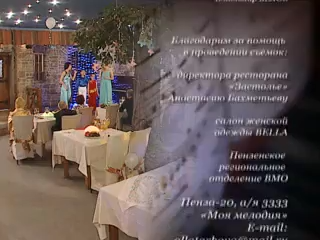 Благодарим за помощь
в проведении съёмок:
директора ресторана
«Застолье»
Анастасию Бахметьеву
салон женской
одежды BELLA
Пензенское
региональное
отделение ВМО
Пенза-20, а/я 3333
«Моя мелодия»
E-mail: